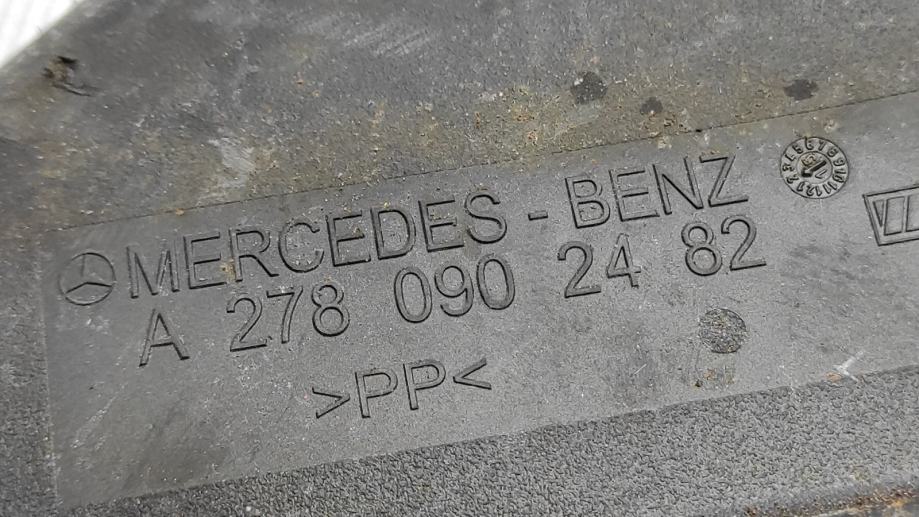 MERCEDES - BENZ
A 278 090 24 82
>PP<